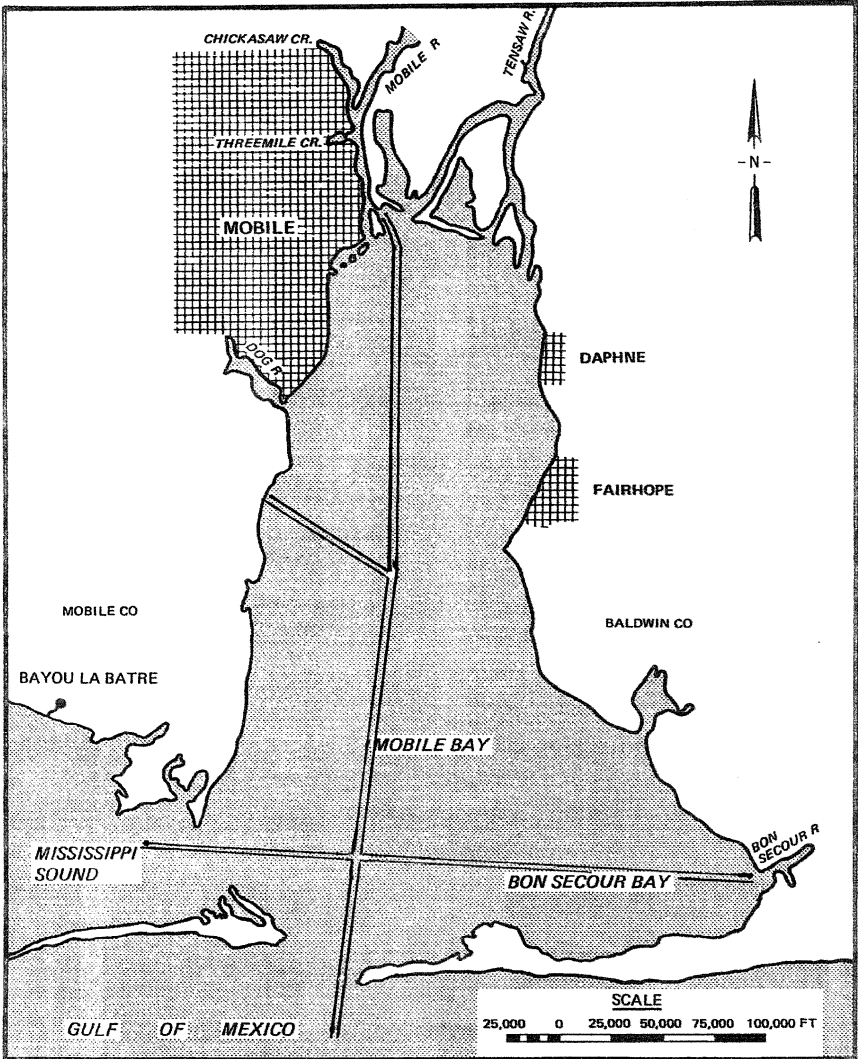 CHICKASAW CR.
MOBILE R
TENSAW R.
THREEMILE CR.
N
MOBILE
DOG R
DAPHNE
FAIRHOPE
MOBILE CO
BALDWIN CO
BAYOU LA BATRE
MOBILE BAY
BON
SECOUR R
MISSISSIPPI
SOUND
BON SECOUR BAY
SCALE
25,000 0 25,000 50,000 75,000 100,000 FT
GULF OF MEXICO